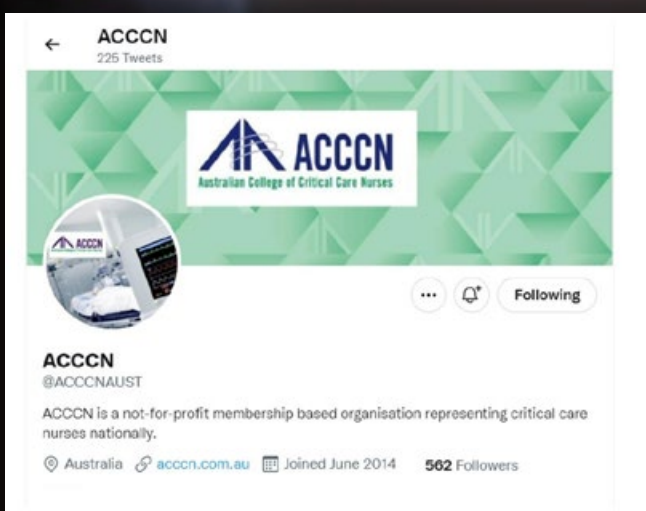 ACCCN
225 Tweets
ACCCN
Australian College of Critical Care Nurses
ACCCN
Following
ACCCN
@ACCCNAUST
ACCCN is a not-for-profit membership based organisation representing critical care
nurses nationally.
Australia acccn.com.au Joined June 2014 562 Followers